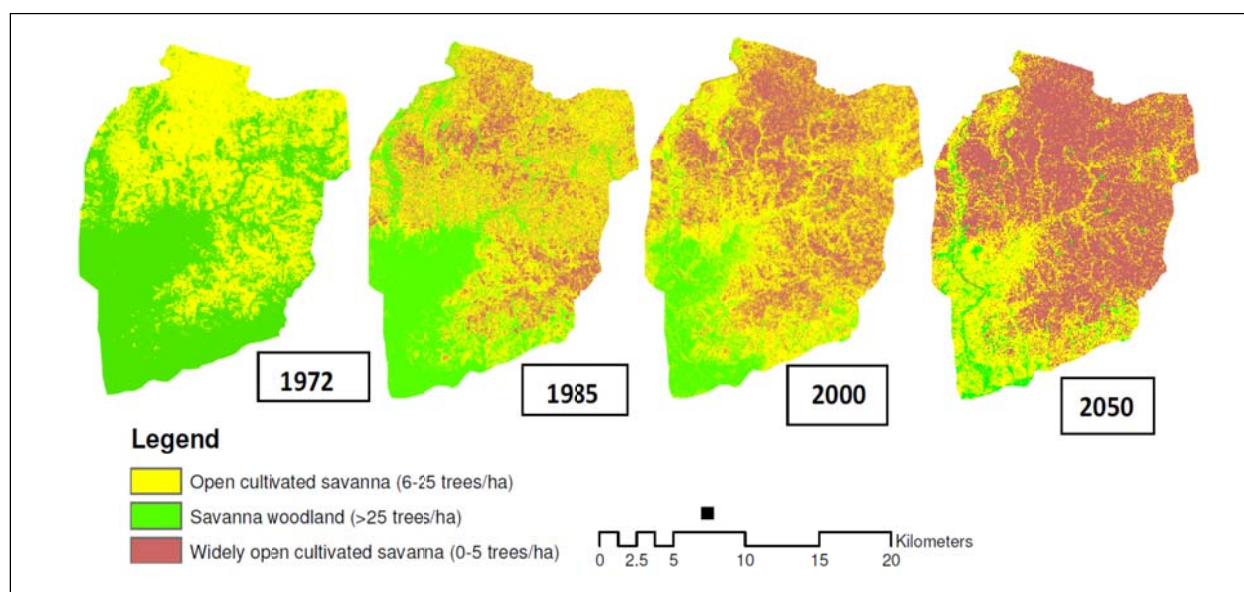 1972
1985
2000
2050
Legend
Open cultivated savanna (6-25 trees/ha)
Savanna woodland (>25 trees/ha)
Widely open cultivated savanna (0-5 trees/ha)
Kilometers
0 2.5 5 10 15 20